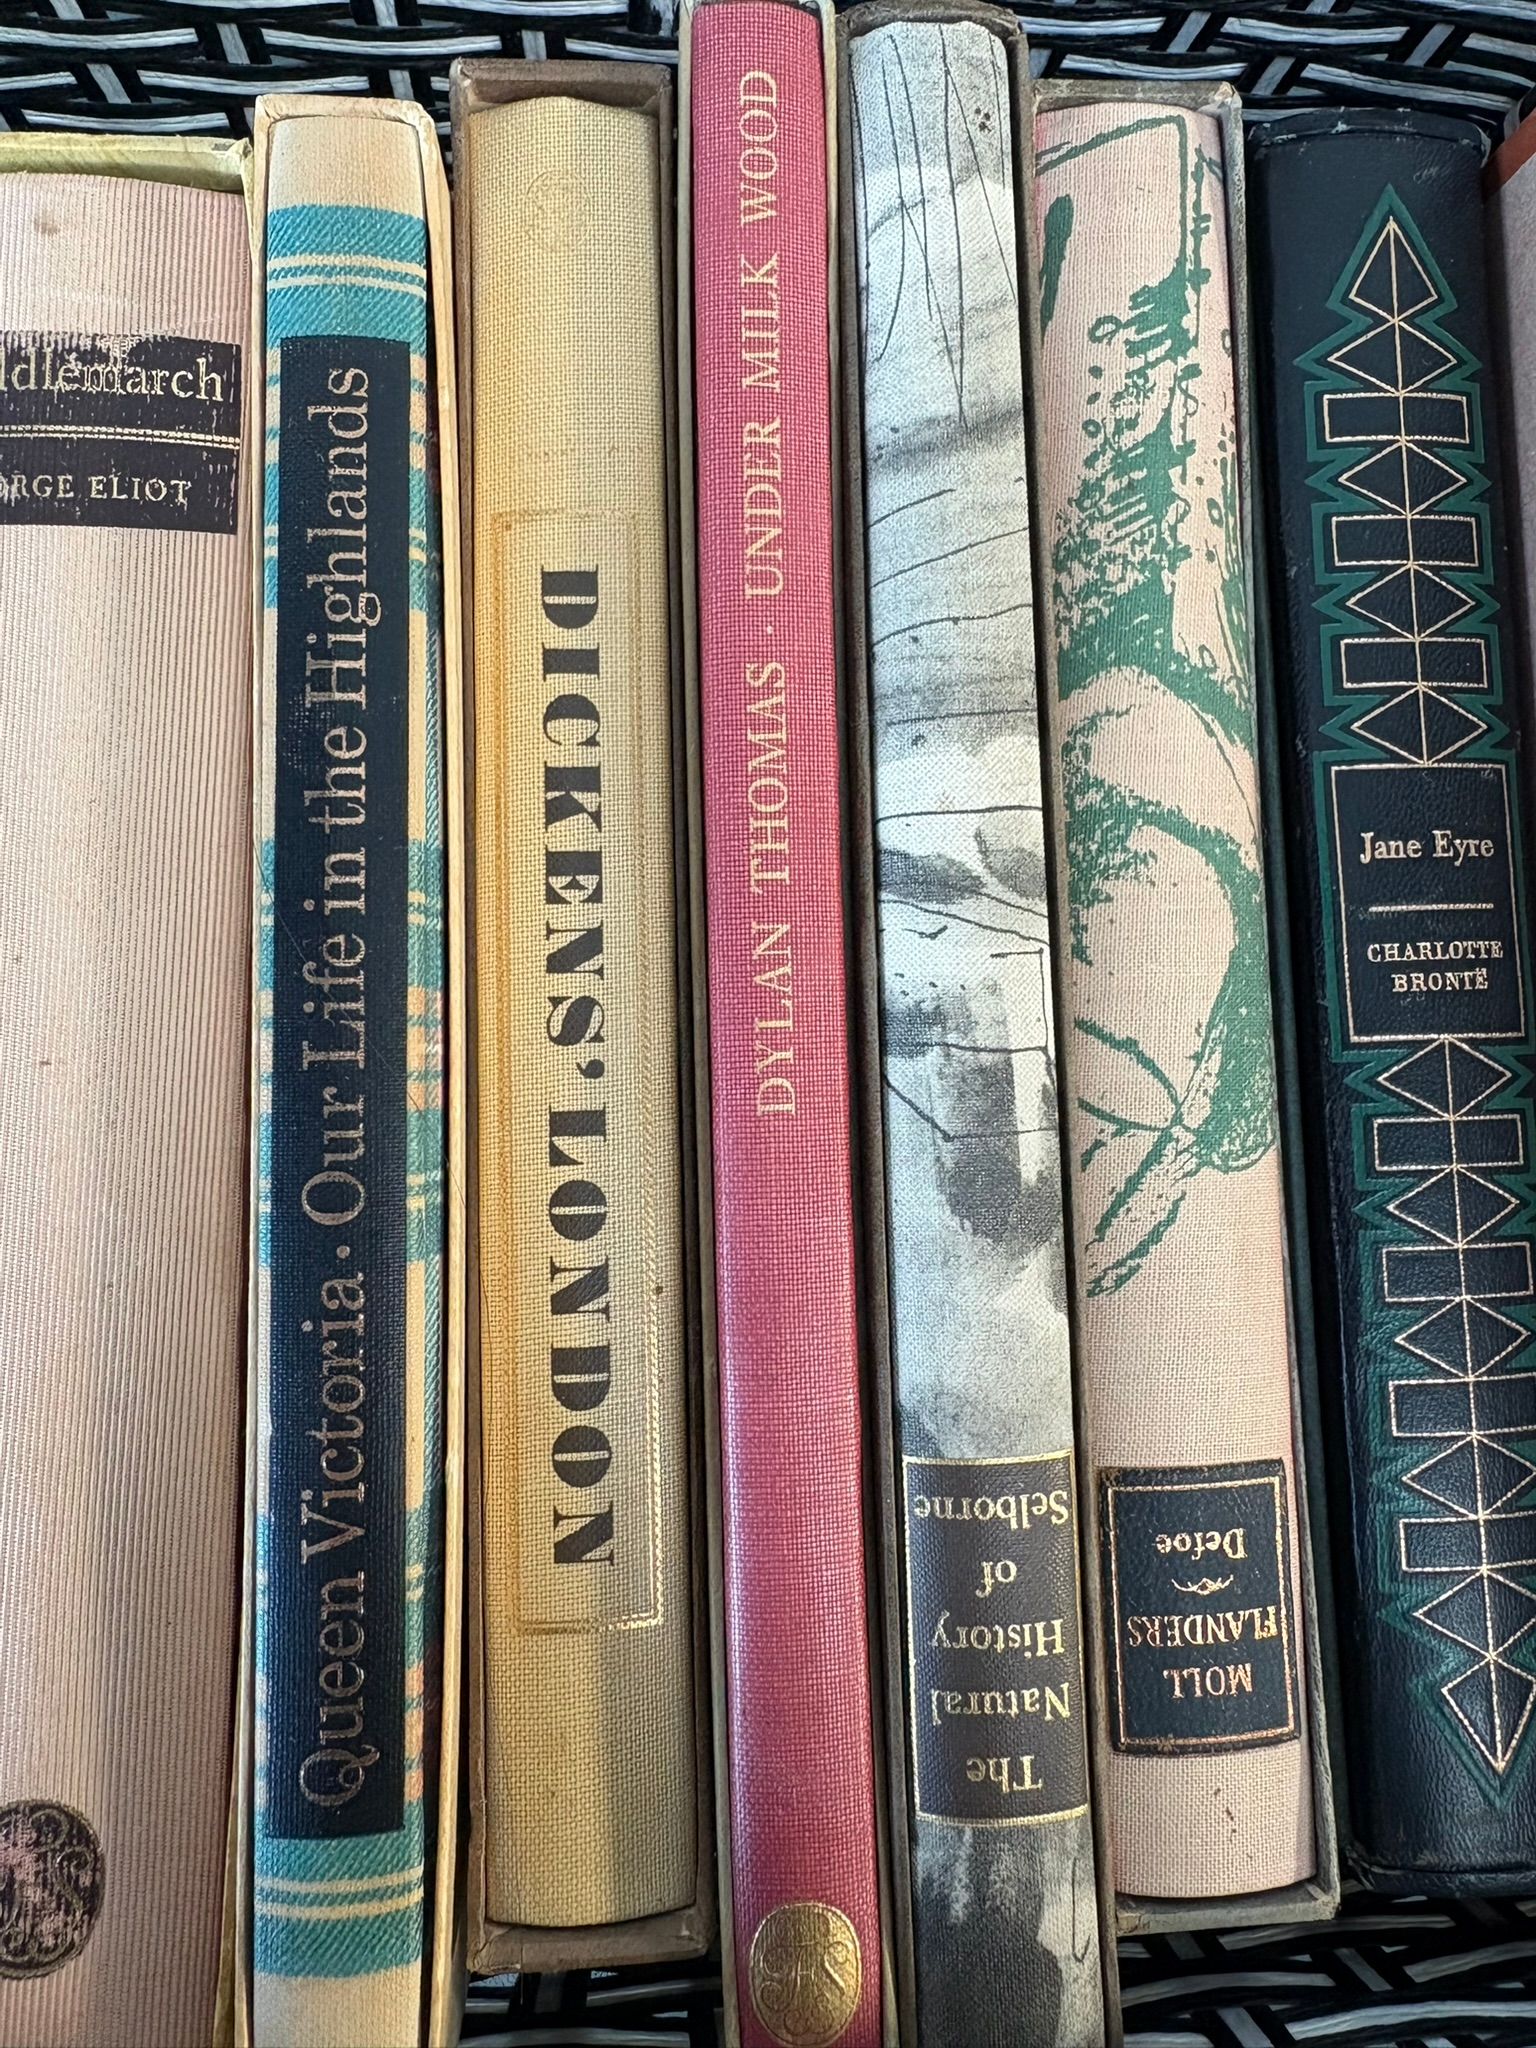 dlemarch
ORGE ELIOT
Queen Victoria · Our Life in the Highlands
DICKENS' LONDON
DYLAN THOMAS · UNDER MILK WOOD
The
Natural
History
of
Selborne
MOLL
FLANDERS
Defoe
Jane Eyre
CHARLOTTE
BRONTË